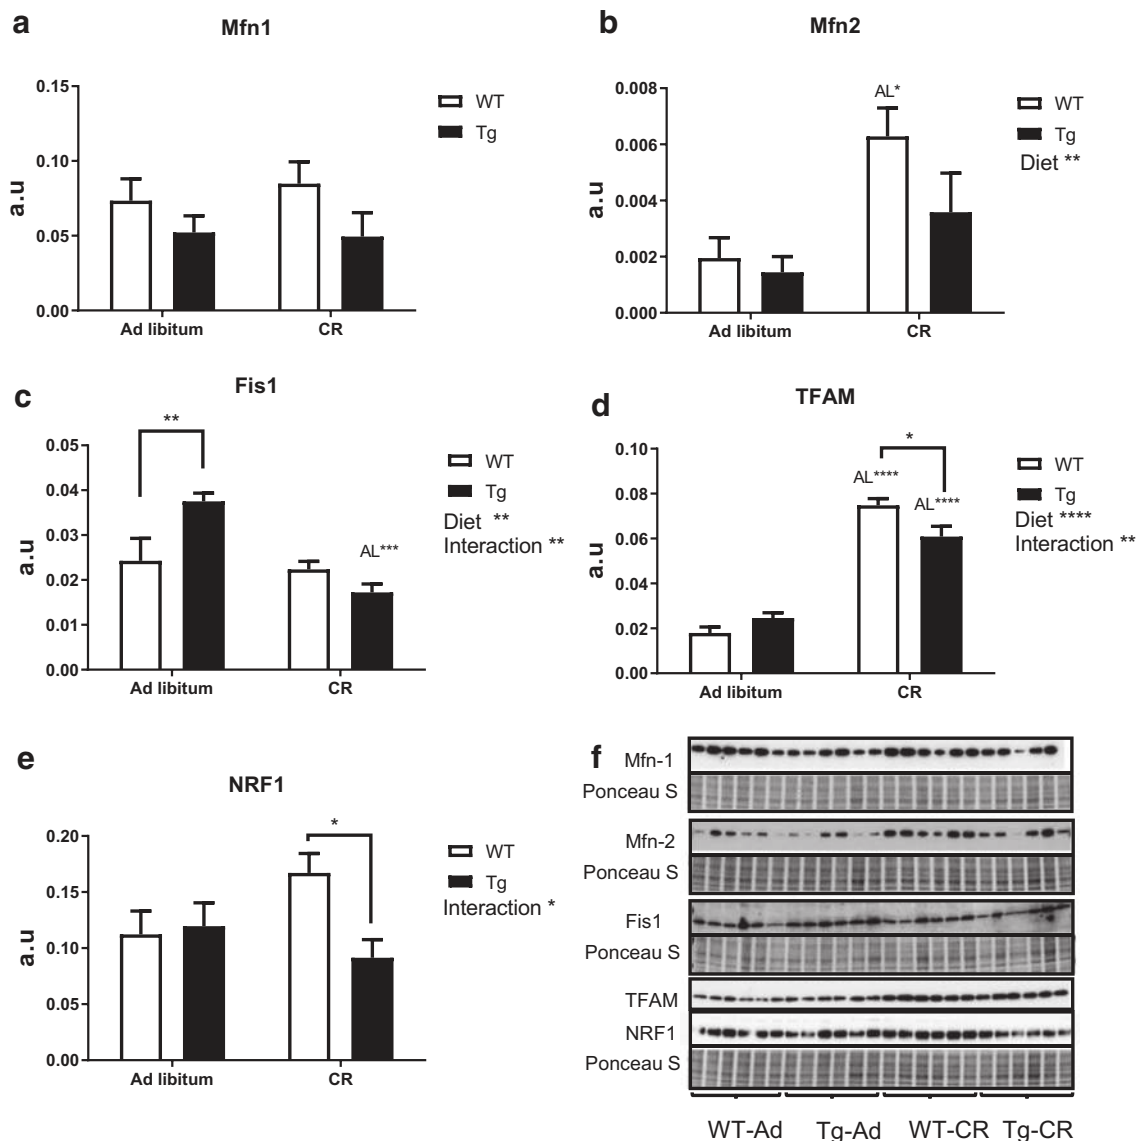 a
Mfn1
0.15
0.10
0.05
0.00
a.u
Ad libitum
CR
WT
Tg
b
Mfn2
0.008
0.006
0.004
0.002
0.000
a.u
AL*
Ad libitum
CR
WT
Tg
Diet **
c
Fis1
0.05
0.04
0.03
0.02
0.01
0.00
a.u
**
AL***
Ad libitum
CR
WT
Tg
Diet **
Interaction **
d
TFAM
0.10
0.08
0.06
0.04
0.02
0.00
a.u
*
AL****
AL****
Ad libitum
CR
WT
Tg
Diet ****
Interaction **
e
NRF1
0.20
0.15
0.10
0.05
0.00
a.u
*
Ad libitum
CR
WT
Tg
Interaction *
f
Mfn-1
Ponceau S
Mfn-2
Ponceau S
Fis1
Ponceau S
TFAM
NRF1
Ponceau S
WT-Ad Tg-Ad WT-CR Tg-CR